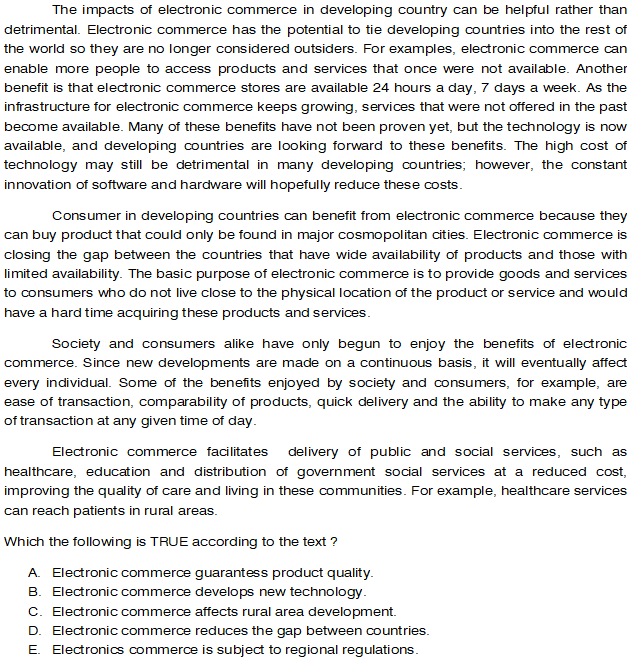 The impacts of electronic commerce in developing country can be helpful rather than
detrimental. Electronic commerce has the potential to tie developing countries into the rest of
the world so they are no longer considered outsiders. For examples, electronic commerce can
enable more people to access products and services that once were not available. Another
benefit is that electronic commerce stores are available 24 hours a day, 7 days a week. As the
infrastructure for electronic commerce keeps growing, services that were not offered in the past
become available. Many of these benefits have not been proven yet, but the technology is now
available, and developing countries are looking forward to these benefits. The high cost of
technology may still be detrimental in many developing countries; however, the constant
innovation of software and hardware will hopefully reduce these costs.
Consumer in developing countries can benefit from electronic commerce because they
can buy product that could only be found in major cosmopolitan cities. Electronic commerce is
closing the gap between the countries that have wide availability of products and those with
limited availability. The basic purpose of electronic commerce is to provide goods and services
to consumers who do not live close to the physical location of the product or service and would
have a hard time acquiring these products and services.
Society and consumers alike have only begun to enjoy the benefits of electronic
commerce. Since new developments are made on a continuous basis, it will eventually affect
every individual. Some of the benefits enjoyed by society and consumers, for example, are
ease of transaction, comparability of products, quick delivery and the ability to make any type
of transaction at any given time of day.
Electronic commerce facilitates delivery of public and social services, such as
healthcare, education and distribution of government social services at a reduced cost,
improving the quality of care and living in these communities. For example, healthcare services
can reach patients in rural areas.
Which the following is TRUE according to the text ?
A. Electronic commerce guarantess product quality.
B. Electronic commerce develops new technology.
C. Electronic commerce affects rural area development.
D. Electronic commerce reduces the gap between countries.
E. Electronics commerce is subject to regional regulations.